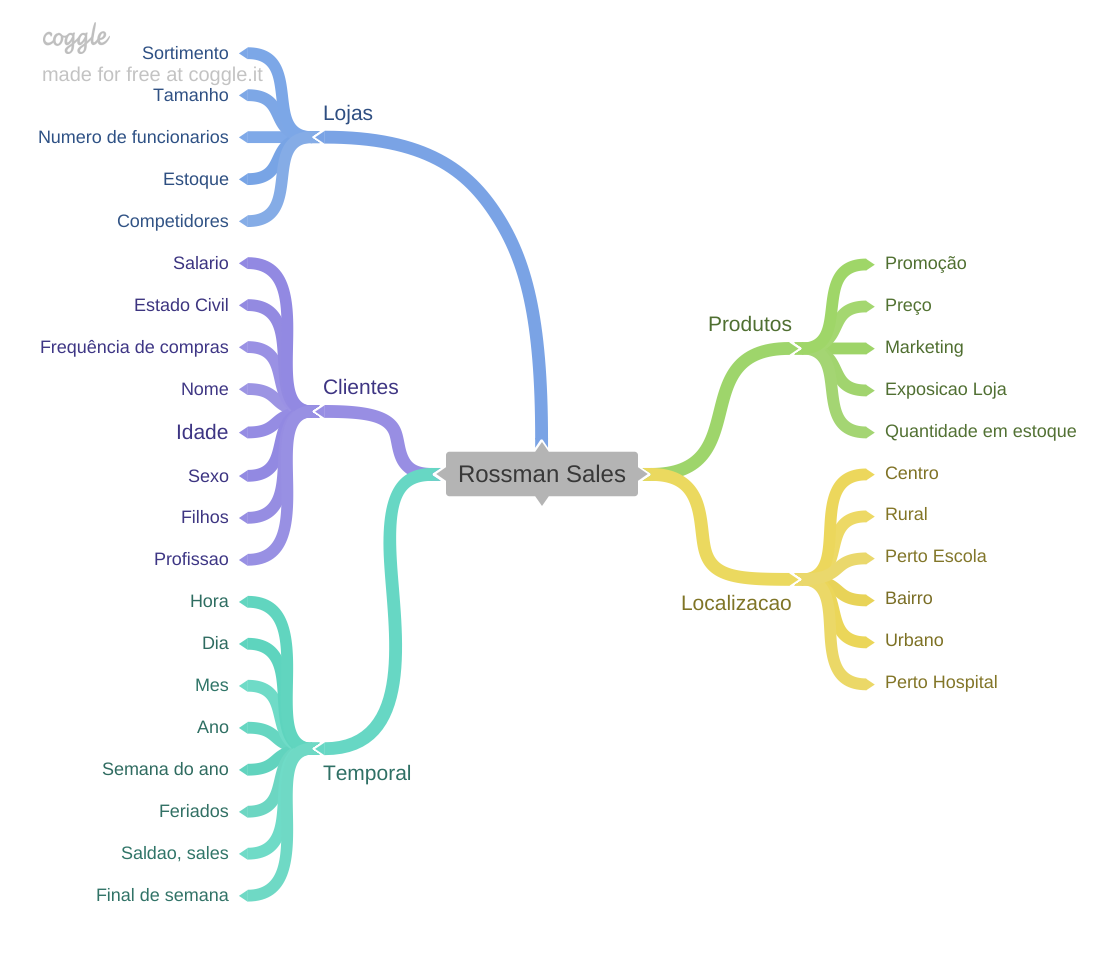 coggle
made for free at coggle.it
Sortimento
Tamanho
Numero de funcionarios
Estoque
Competidores
Lojas
Salario
Estado Civil
Frequência de compras
Nome
Idade
Sexo
Filhos
Profissao
Clientes
Hora
Dia
Mes
Ano
Semana do ano
Feriados
Saldao, sales
Final de semana
Temporal
Rossman Sales
Produtos
Promoção
Preço
Marketing
Exposicao Loja
Quantidade em estoque
Localizacao
Centro
Rural
Perto Escola
Bairro
Urbano
Perto Hospital